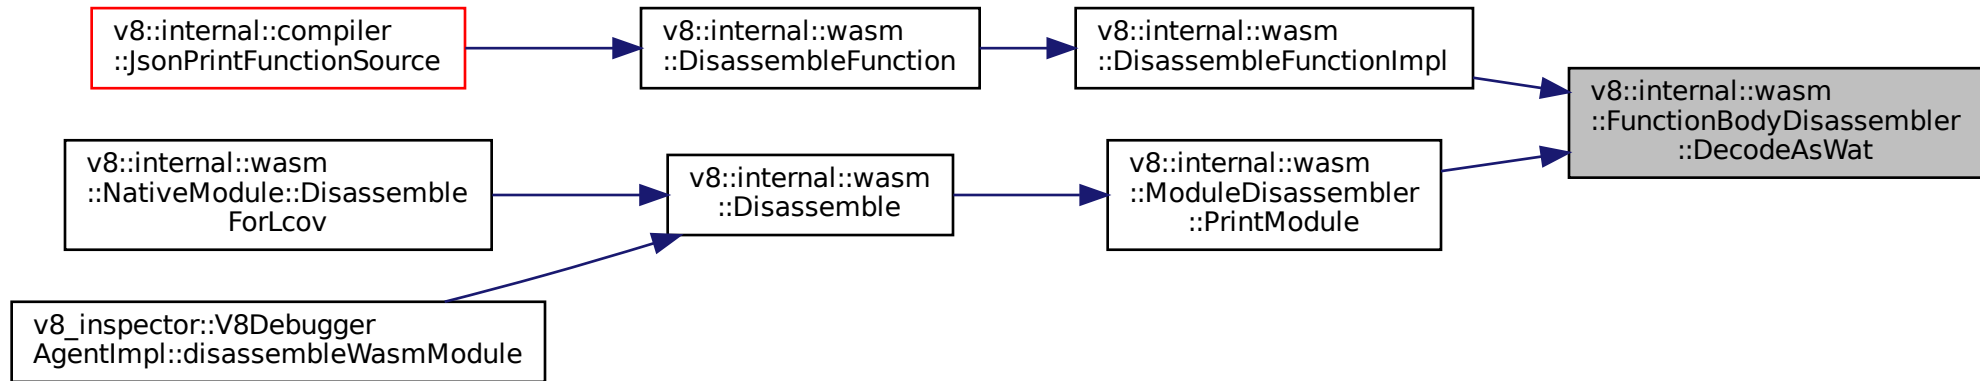 v8::internal::compiler
::JsonPrintFunctionSource
v8::internal::wasm
::DisassembleFunction
v8::internal::wasm
::DisassembleFunctionImpl
v8::internal::wasm
::FunctionBodyDisassembler
::DecodeAsWat
v8::internal::wasm
::NativeModule::Disassemble
ForLcov
v8::internal::wasm
::Disassemble
v8::internal::wasm
::ModuleDisassembler
::PrintModule
v8_inspector::V8Debugger
AgentImpl::disassembleWasmModule